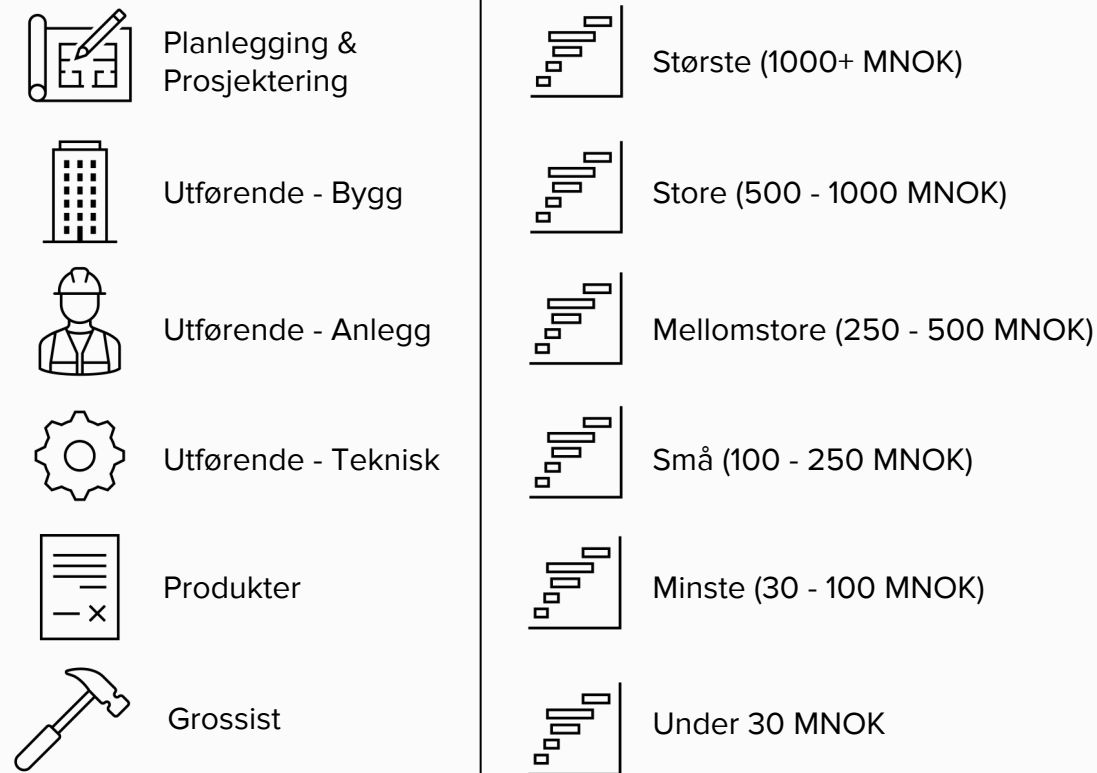 Planlegging &
Prosjektering
Utførende - Bygg
Utførende - Anlegg
Utførende - Teknisk
Produkter
Grossist
Største (1000+ MNOK)
Store (500 - 1000 MNOK)
Mellomstore (250 - 500 MNOK)
Små (100 - 250 MNOK)
Minste (30 - 100 MNOK)
Under 30 MNOK